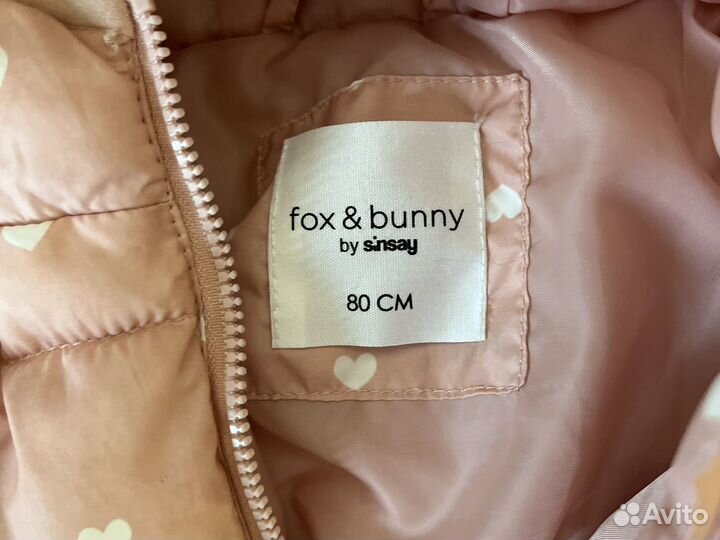 fox & bunny
by sinsay
80 CM
Avito